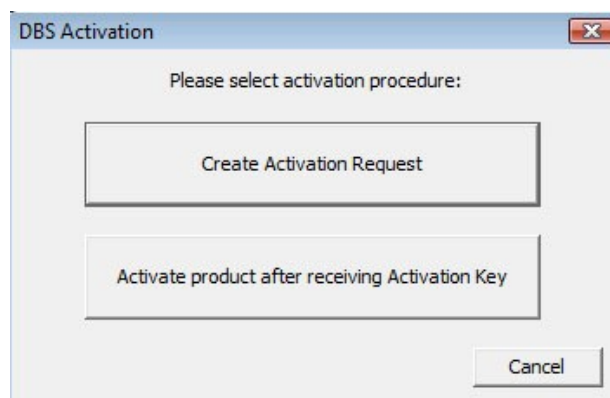 DBS Activation
Please select activation procedure:
Create Activation Request
Activate product after receiving Activation Key
Cancel